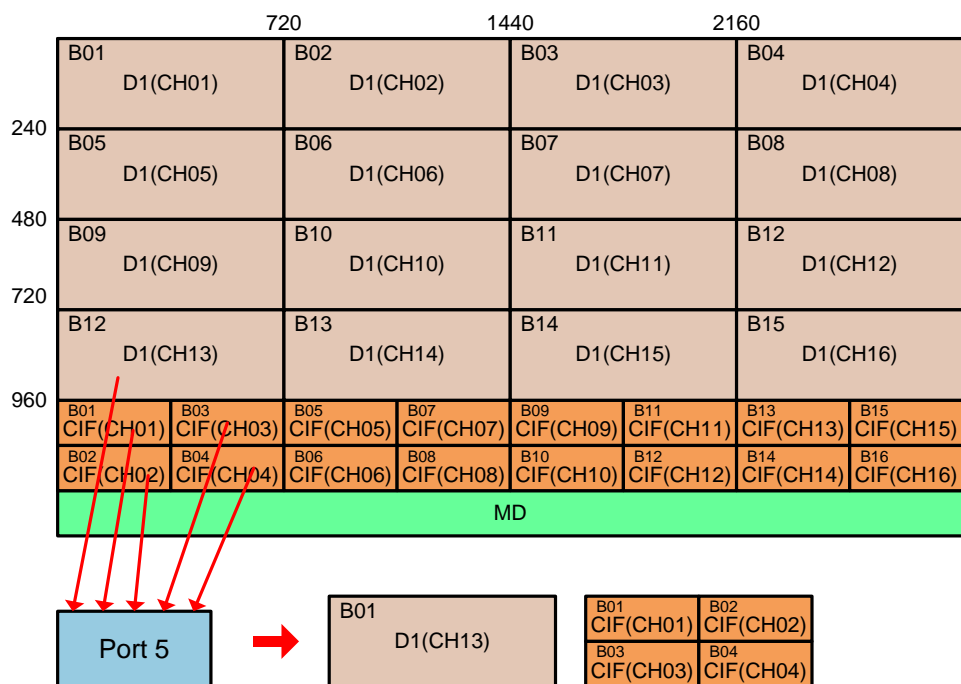 720 1440 2160
B01 B02 B03 B04
D1(CH01) D1(CH02) D1(CH03) D1(CH04)
240
B05 B06 B07 B08
D1(CH05) D1(CH06) D1(CH07) D1(CH08)
480
B09 B10 B11 B12
D1(CH09) D1(CH10) D1(CH11) D1(CH12)
720
B12 B13 B14 B15
D1(CH13) D1(CH14) D1(CH15) D1(CH16)
960
B01 B03 B05 B07 B09 B11 B13 B15
CIF(CH01) CIF(CH03) CIF(CH05) CIF(CH07) CIF(CH09) CIF(CH11) CIF(CH13) CIF(CH15)
B02 B04 B06 B08 B10 B12 B14 B16
CIF(CH02) CIF(CH04) CIF(CH06) CIF(CH08) CIF(CH10) CIF(CH12) CIF(CH14) CIF(CH16)
MD
Port 5
B01
D1(CH13)
B01 B02
CIF(CH01) CIF(CH02)
B03 B04
CIF(CH03) CIF(CH04)